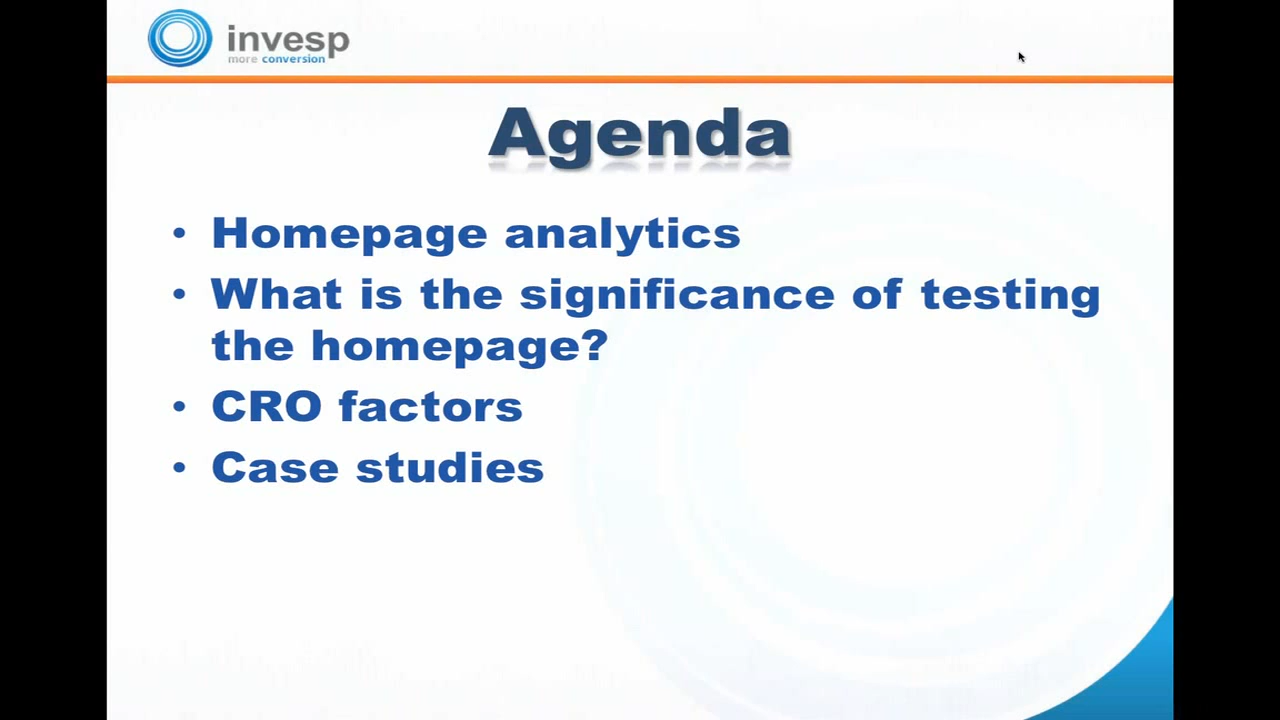 invesp
more conversion
Agenda
• Homepage analytics
• What is the significance of testing
the homepage?
• CRO factors
• Case studies